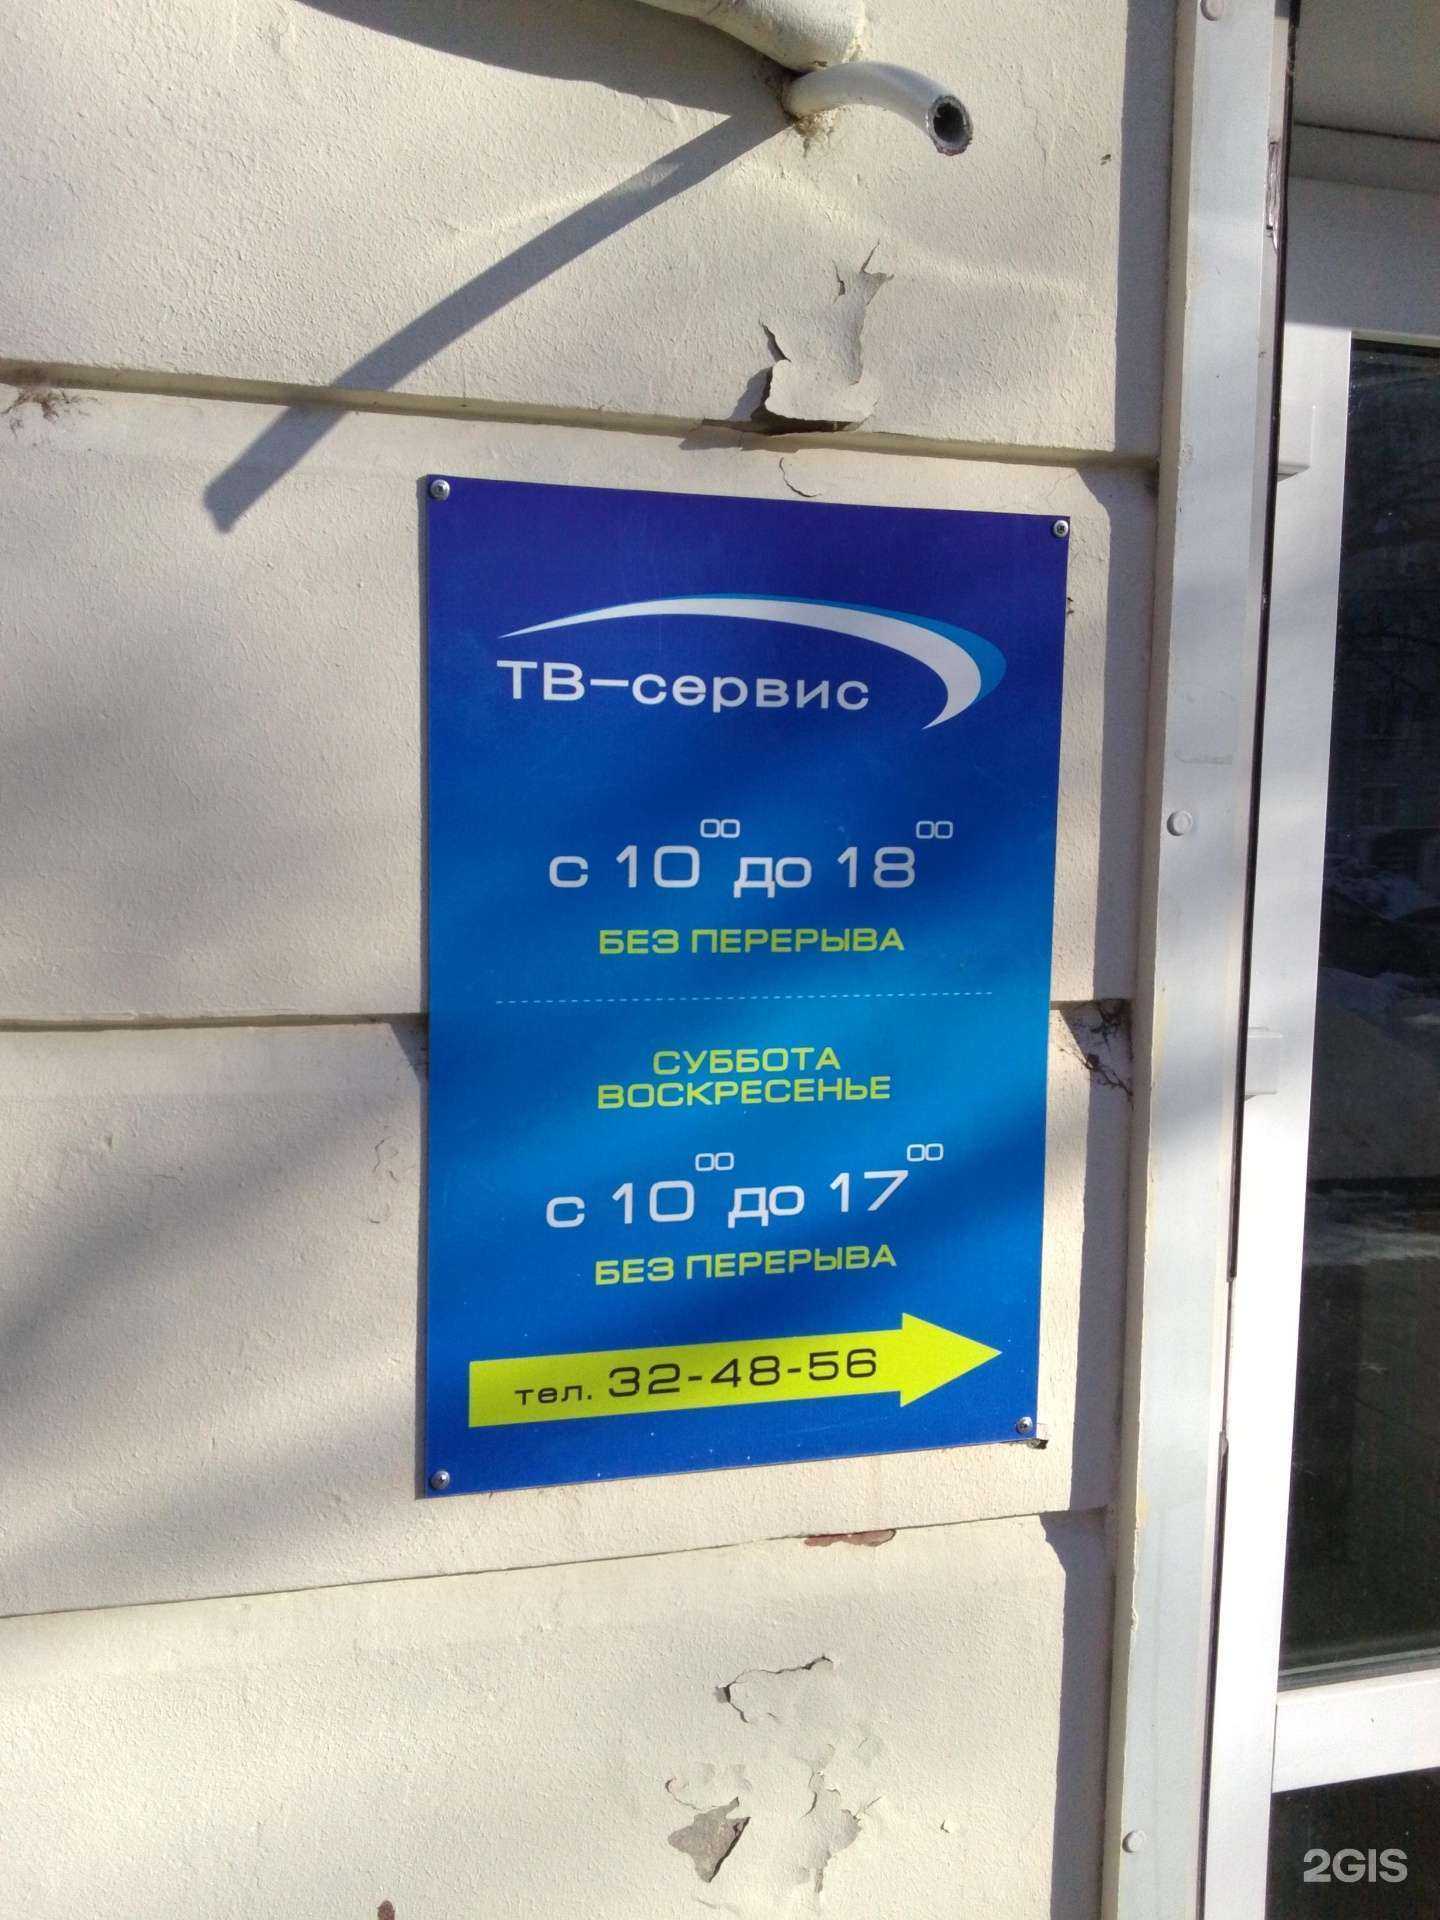 ТВ–сервис
с 10⁰⁰ до 18⁰⁰
БЕЗ ПЕРЕРЫВА
СУББОТА
ВОСКРЕСЕНЬЕ
с 10⁰⁰ до 17⁰⁰
БЕЗ ПЕРЕРЫВА
тел. 32-48-56
2GIS